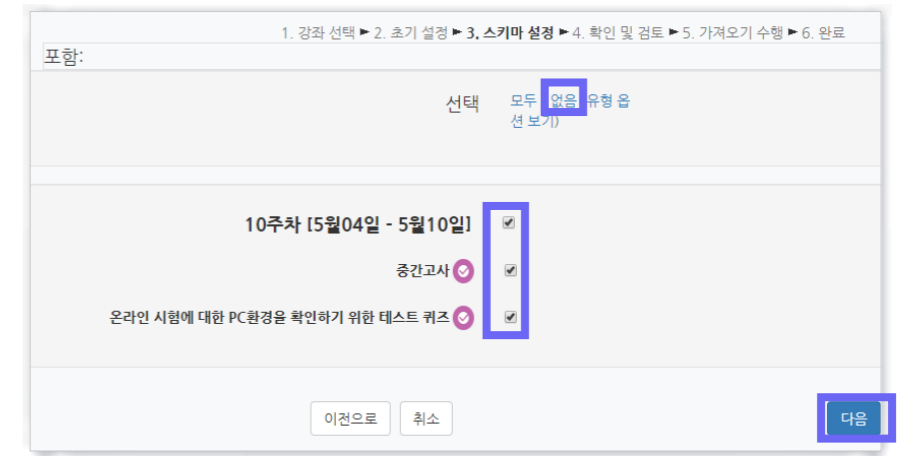 1. 강좌 선택 ► 2. 초기 설정 ► 3. 스키마 설정 ► 4. 확인 및 검토 ► 5. 가져오기 수행 ► 6. 완료
포함:
선택 모두 없음 유형 옵
션 보기)
10주차 [5월04일 - 5월10일]
중간고사
온라인 시험에 대한 PC환경을 확인하기 위한 테스트 퀴즈
이전으로 취소 다음